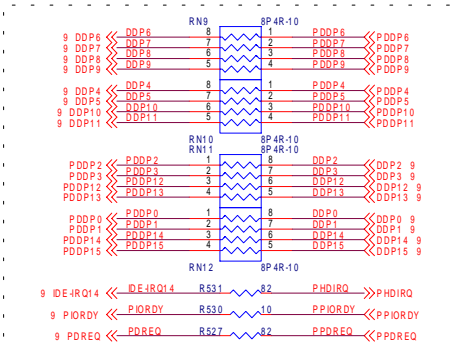 RN9 8P4R-10
9 DDP6 DDP6 8 1 PDDP6 PDDP6
9 DDP7 DDP7 7 2 PDDP7 PDDP7
9 DDP8 DDP8 6 3 PDDP8 PDDP8
9 DDP9 DDP9 5 4 PDDP9 PDDP9
9 DDP4 DDP4 8 1 PDDP4 PDDP4
9 DDP5 DDP5 7 2 PDDP5 PDDP5
9 DDP10 DDP10 6 3 PDDP10 PDDP10
9 DDP11 DDP11 5 4 PDDP11 PDDP11
RN10 8P4R-10
RN11 8P4R-10
PDDP2 PDDP2 1 8 DDP2 DDP2 9
PDDP3 PDDP3 2 7 DDP3 DDP3 9
PDDP12 PDDP12 3 6 DDP12 DDP12 9
PDDP13 PDDP13 4 5 DDP13 DDP13 9
PDDP0 PDDP0 1 8 DDP0 DDP0 9
PDDP1 PDDP1 2 7 DDP1 DDP1 9
PDDP14 PDDP14 3 6 DDP14 DDP14 9
PDDP15 PDDP15 4 5 DDP15 DDP15 9
RN12 8P4R-10
9 IDE-IRQ14 IDE-IRQ14 R531 82 PHDIRQ PHDIRQ
9 PIORDY PIORDY R530 10 PPIORDY PPIORDY
9 PDREQ PDREQ R527 82 PPDREQ PPDREQ